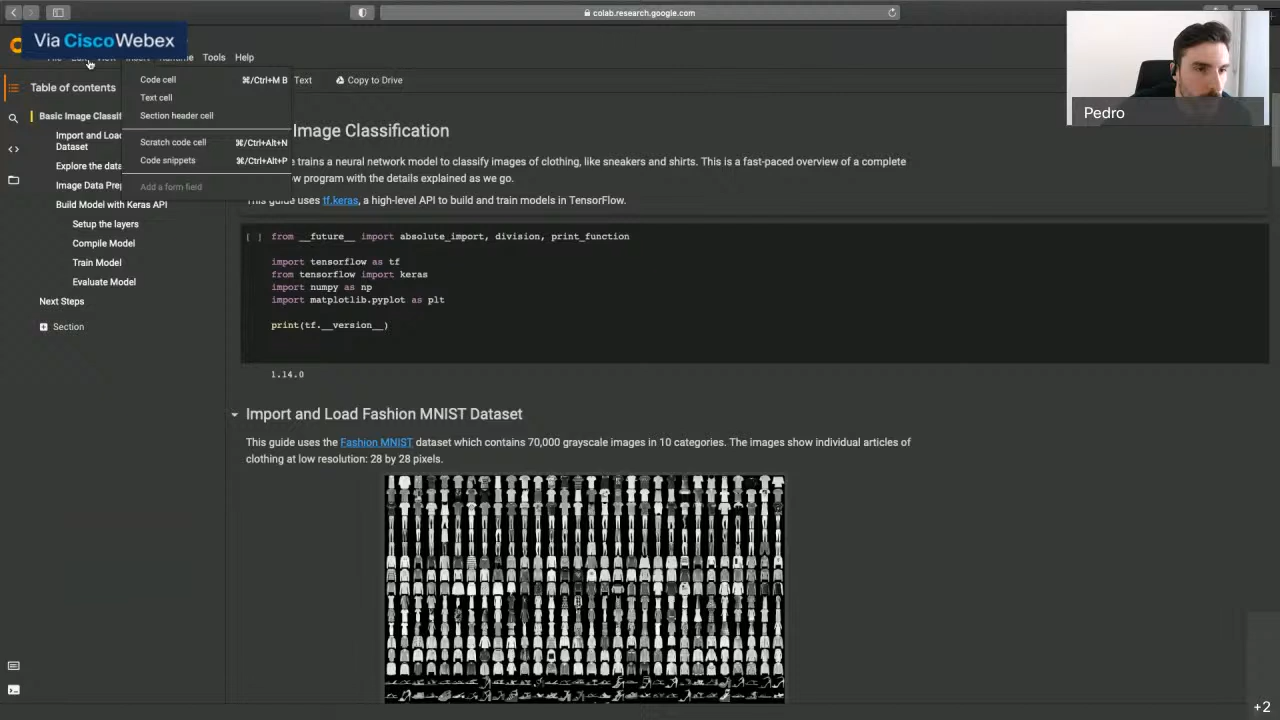 colab.research.google.com
Via CiscoWebex
Tools Help
Table of contents
Code cell ⌘/Ctrl+M B
Text cell
Section header cell
Scratch code cell ⌘/Ctrl+Alt+N
Code snippets ⌘/Ctrl+Alt+P
Add a form field
Text Copy to Drive
Pedro
Basic Image Classif
Import and Loa
Dataset
Explore the data
Image Data Prep
Build Model with Keras API
Setup the layers
Compile Model
Train Model
Evaluate Model
Next Steps
Section
Image Classification
trains a neural network model to classify images of clothing, like sneakers and shirts. This is a fast-paced overview of a complete
program with the details explained as we go.
This guide uses tf.keras, a high-level API to build and train models in TensorFlow.
[ ] from __future__ import absolute_import, division, print_function
import tensorflow as tf
from tensorflow import keras
import numpy as np
import matplotlib.pyplot as plt
print(tf.__version__)
1.14.0
Import and Load Fashion MNIST Dataset
This guide uses the Fashion MNIST dataset which contains 70,000 grayscale images in 10 categories. The images show individual articles of
clothing at low resolution: 28 by 28 pixels.
+2